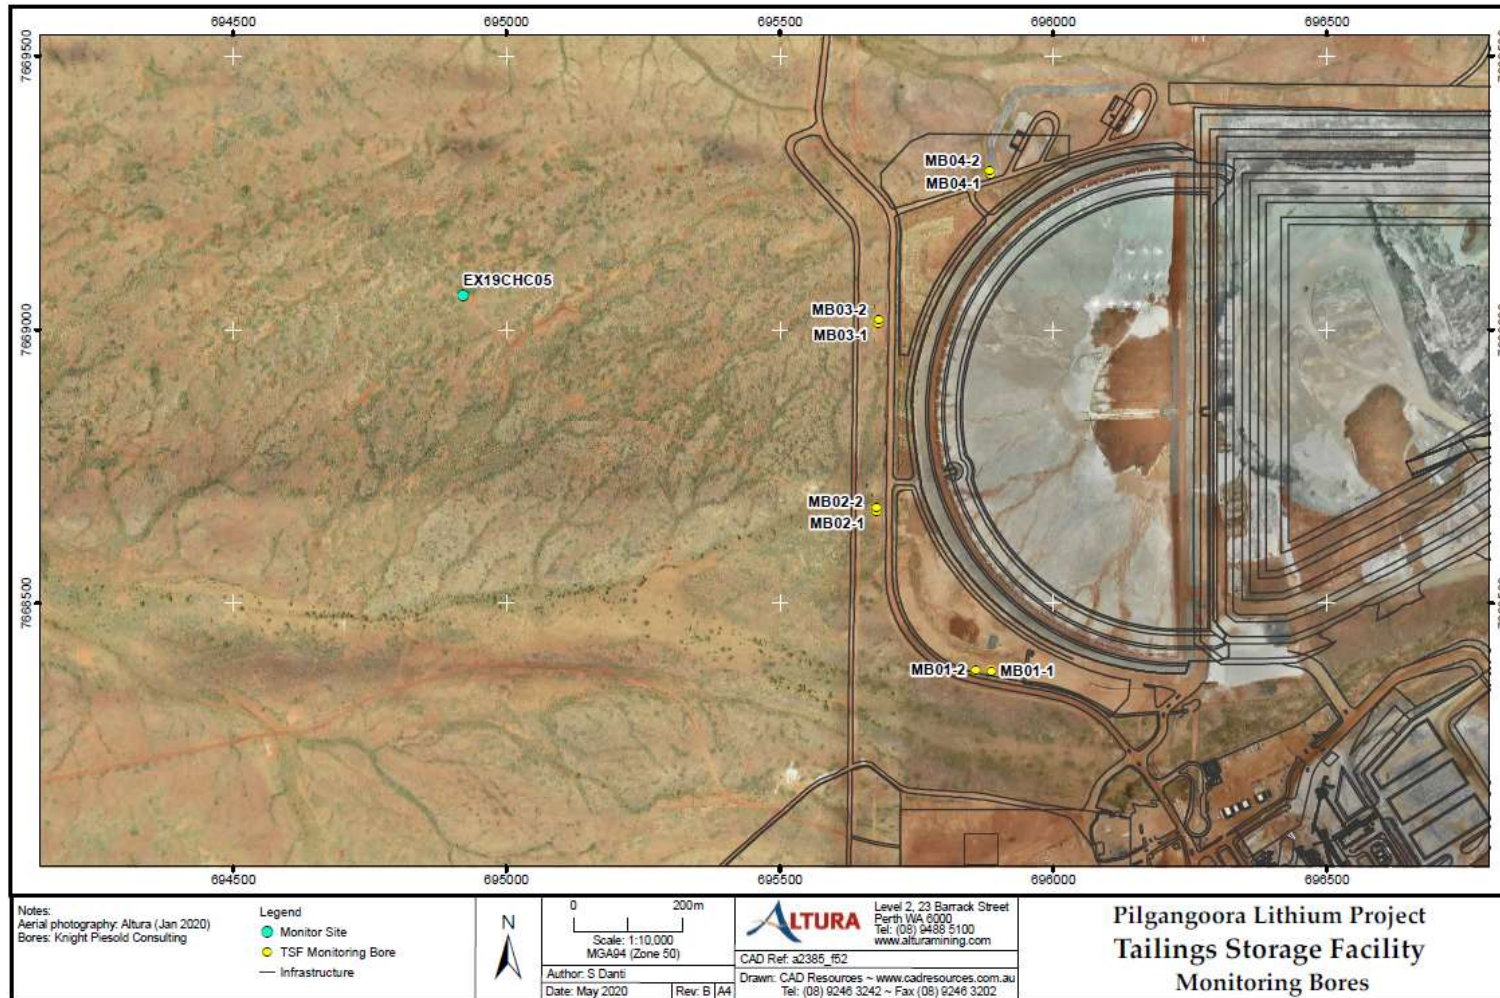 694500 695000 695500 696000 696500
7669500
MB04-2
MB04-1
EX19CHC05
MB03-2
MB03-1
7669000
MB02-2
MB02-1
7668500
MB01-2 MB01-1
694500 695000 695500 696000 696500
Notes:
Aerial photography: Altura (Jan 2020)
Bores: Knight Piesold Consulting
Legend
Monitor Site
TSF Monitoring Bore
Infrastructure
N
0 200m
Scale: 1:10,000
MGA94 (Zone 50)
Author: S Danti
Date: May 2020 Rev: B A4
ALTURA
Level 2, 23 Barrack Street
Perth WA 6000
Tel: (08) 9488 5100
www.alturamining.com
CAD Ref: a2385_f52
Drawn: CAD Resources ~ www.cadresources.com.au
Tel: (08) 9246 3242 ~ Fax (08) 9246 3202
Pilgangoora Lithium Project
Tailings Storage Facility
Monitoring Bores